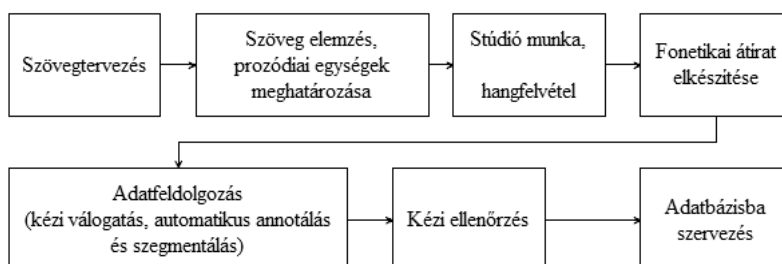 Szövegtervezés
Szöveg elemzés,
prozódiai egységek
meghatározása
Stúdió munka,
hangfelvétel
Fonetikai átirat
elkészitése
Adatfeldolgozás
(kézi válogatás, automatikus annotálás
és szegmentálás)
Kézi ellenőrzés
Adatbázisba
szervezés